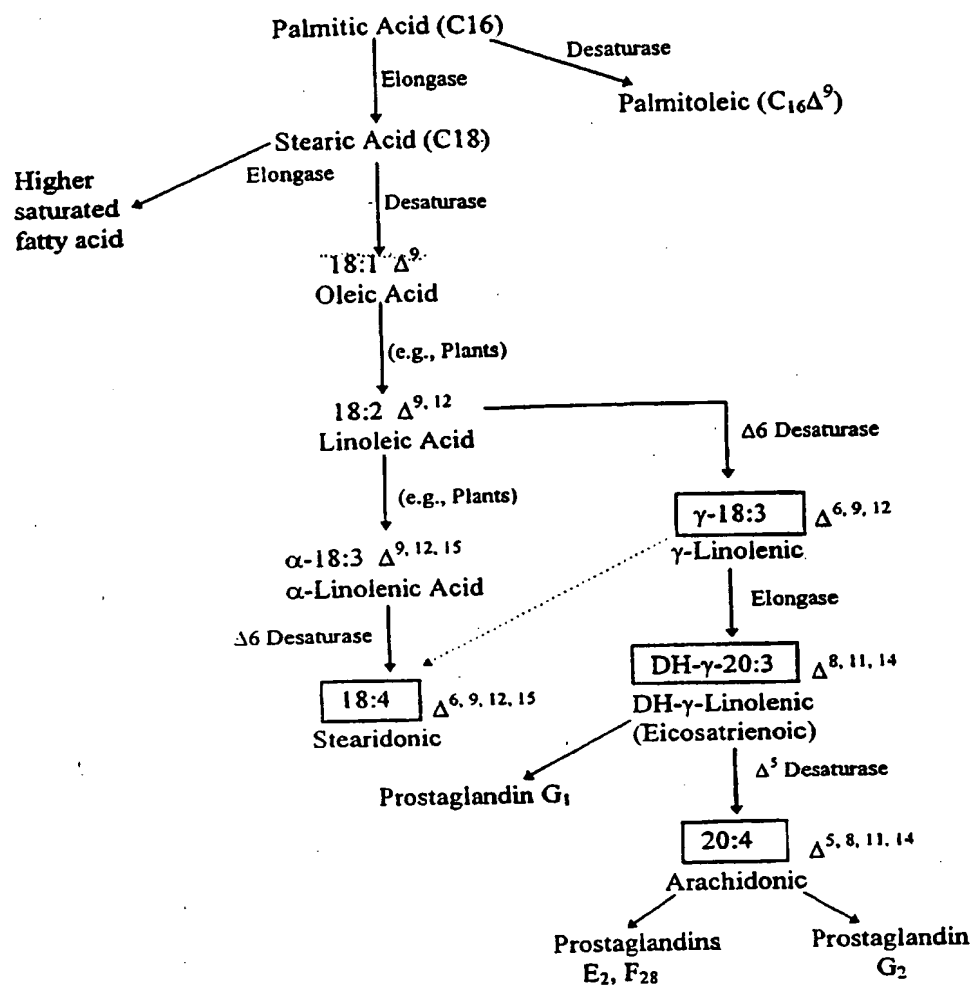 Palmitic Acid (C16)
Desaturase
Elongase
Palmitoleic (C₁₆Δ⁹)
Stearic Acid (C18)
Elongase
Higher
saturated
fatty acid
Desaturase
18:1 Δ⁹
Oleic Acid
(e.g., Plants)
18:2 Δ⁹, ¹²
Linoleic Acid
Δ6 Desaturase
(e.g., Plants)
γ-18:3 Δ⁶, ⁹, ¹²
γ-Linolenic
α-18:3 Δ⁹, ¹², ¹⁵
α-Linolenic Acid
Elongase
Δ6 Desaturase
DH-γ-20:3 Δ⁸, ¹¹, ¹⁴
DH-γ-Linolenic
(Eicosatrienoic)
18:4 Δ⁶, ⁹, ¹², ¹⁵
Stearidonic
Δ⁵ Desaturase
Prostaglandin G₁
20:4 Δ⁵, ⁸, ¹¹, ¹⁴
Arachidonic
Prostaglandins
E₂, F₂₈
Prostaglandin
G₂